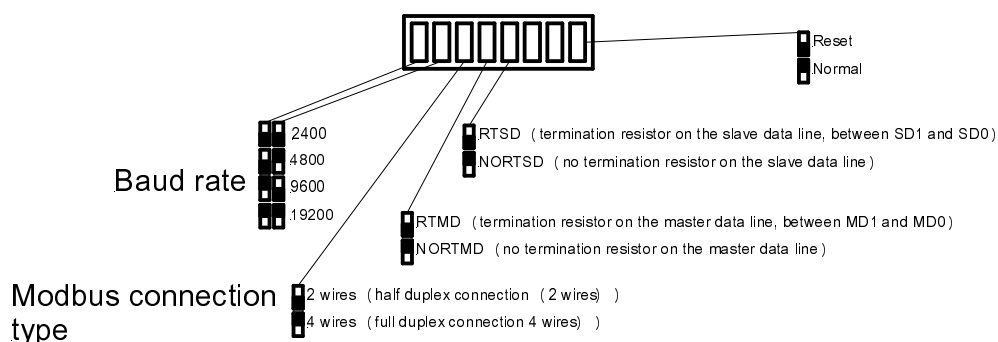 Reset
Normal
Baud rate
2400
4800
9600
19200
RTSD (termination resistor on the slave data line, between SD1 and SD0)
NORTSD (no termination resistor on the slave data line)
RTMD (termination resistor on the master data line, between MD1 and MD0)
NORTMD (no termination resistor on the master data line)
Modbus connection
type
2 wires (half duplex connection (2 wires) )
4 wires (full duplex connection 4 wires) )